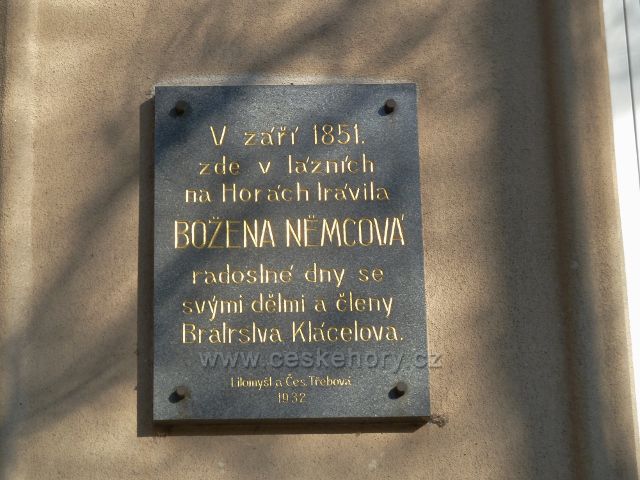 V září 1851.
zde v lázních
na Horách trávila
BOŽENA NĚMCOVÁ
radostné dny se
svými dětmi a členy
Bratrstva Klácelova.
www.ceskehory.cz
Litomyšl a Čes. Třebová
1932